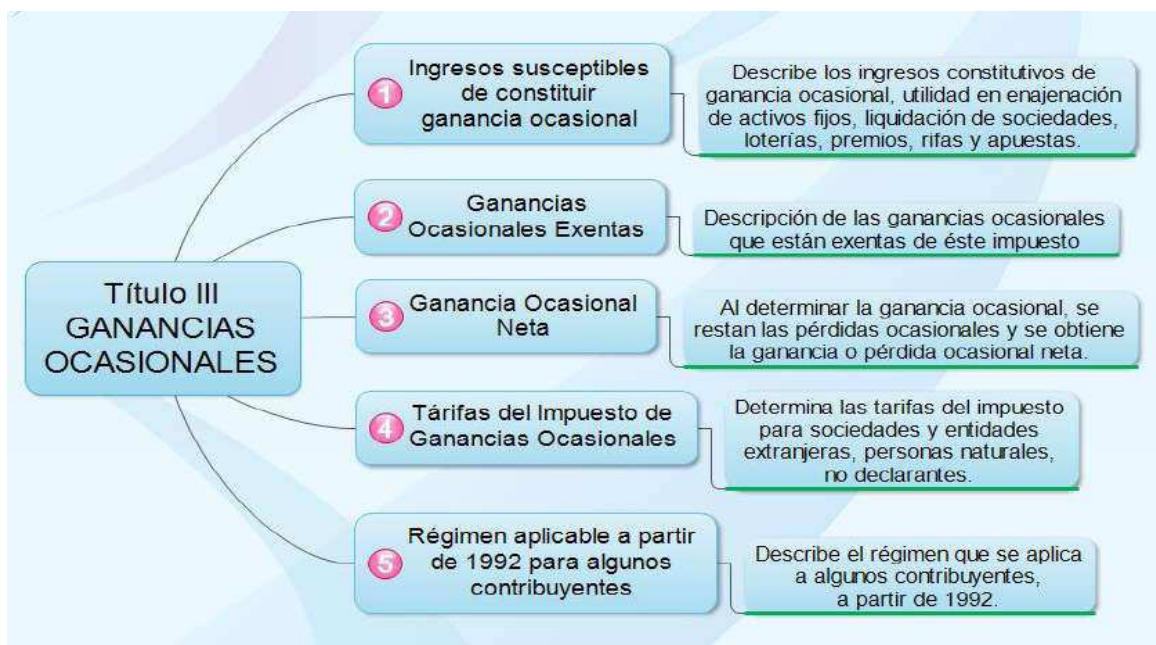 Título III
GANANCIAS
OCASIONALES
1
Ingresos susceptibles
de constituir
ganancia ocasional
Describe los ingresos constitutivos de
ganancia ocasional, utilidad en enajenación
de activos fijos, liquidación de sociedades,
loterías, premios, rifas y apuestas.
2
Ganancias
Ocasionales Exentas
Descripción de las ganancias ocasionales
que están exentas de éste impuesto
3
Ganancia Ocasional
Neta
Al determinar la ganancia ocasional, se
restan las pérdidas ocasionales y se obtiene
la ganancia o pérdida ocasional neta.
4
Tárifas del Impuesto de
Ganancias Ocasionales
Determina las tarifas del impuesto
para sociedades y entidades
extranjeras, personas naturales,
no declarantes.
5
Régimen aplicable a partir
de 1992 para algunos
contribuyentes
Describe el régimen que se aplica
a algunos contribuyentes,
a partir de 1992.